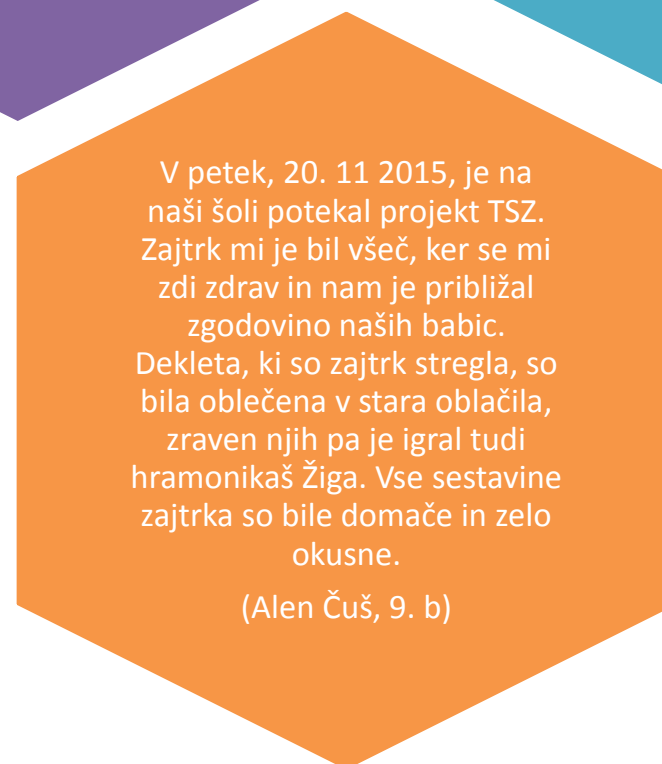 V petek, 20. 11 2015, je na
naši šoli potekal projekt TSZ.
Zajtrk mi je bil všeč, ker se mi
zdi zdrav in nam je približal
zgodovino naših babic.
Dekleta, ki so zajtrk stregla, so
bila oblečena v stara oblačila,
zraven njih pa je igral tudi
hramonikaš Žiga. Vse sestavine
zajtrka so bile domače in zelo
okusne.
(Alen Čuš, 9. b)